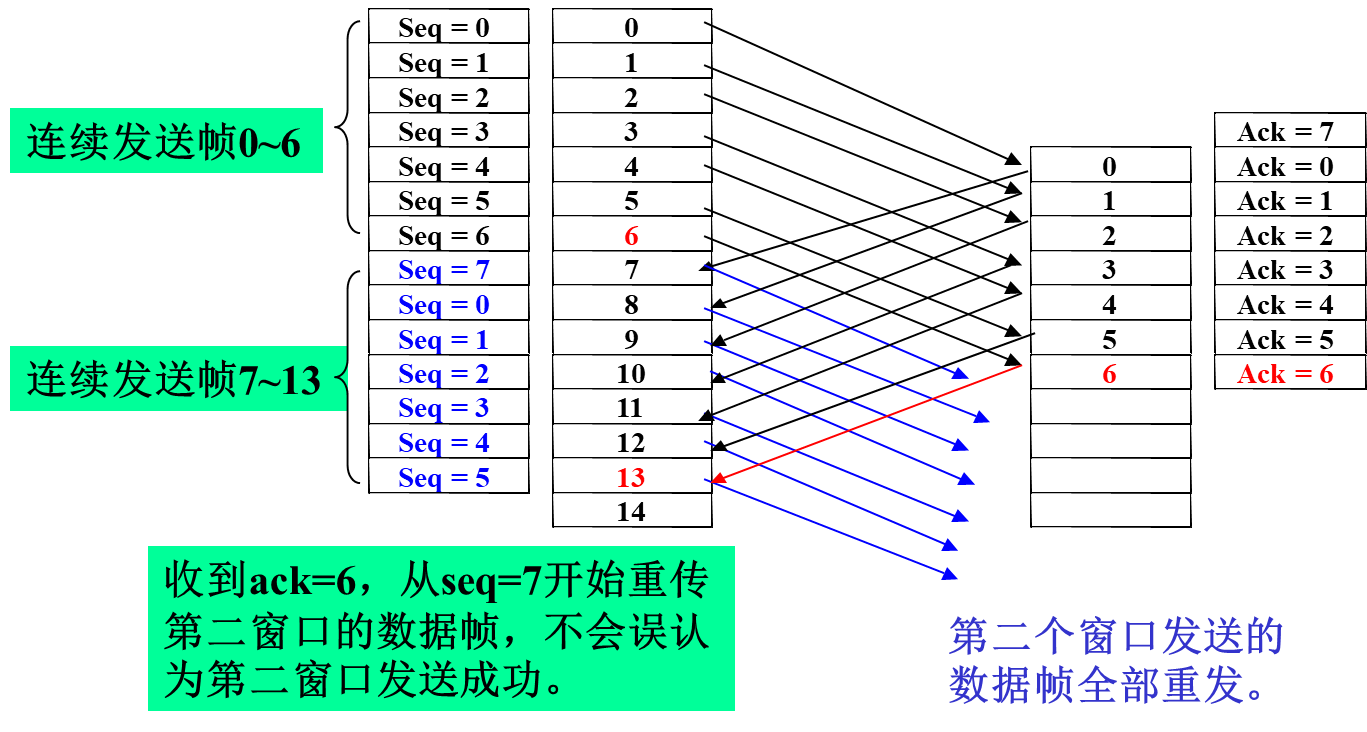 连续发送帧0~6
Seq = 0
Seq = 1
Seq = 2
Seq = 3
Seq = 4
Seq = 5
Seq = 6
连续发送帧7~13
Seq = 7
Seq = 0
Seq = 1
Seq = 2
Seq = 3
Seq = 4
Seq = 5
0
1
2
3
4
5
6
7
8
9
10
11
12
13
14
0
1
2
3
4
5
6
Ack = 7
Ack = 0
Ack = 1
Ack = 2
Ack = 3
Ack = 4
Ack = 5
Ack = 6
收到ack=6，从seq=7开始重传
第二窗口的数据帧，不会误认
为第二窗口发送成功。
第二个窗口发送的
数据帧全部重发。